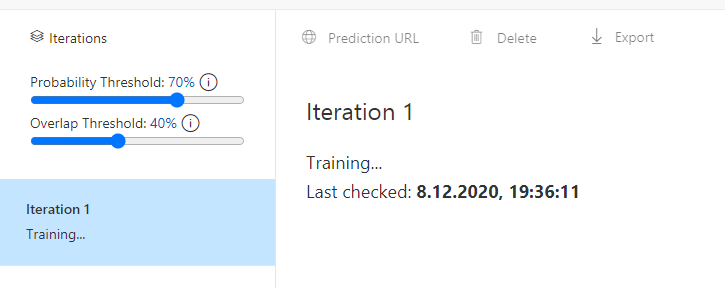 Iterations
Probability Threshold: 70%
Overlap Threshold: 40%
Iteration 1
Training...
Prediction URL
Delete
Export
Iteration 1
Training...
Last checked: 8.12.2020, 19:36:11